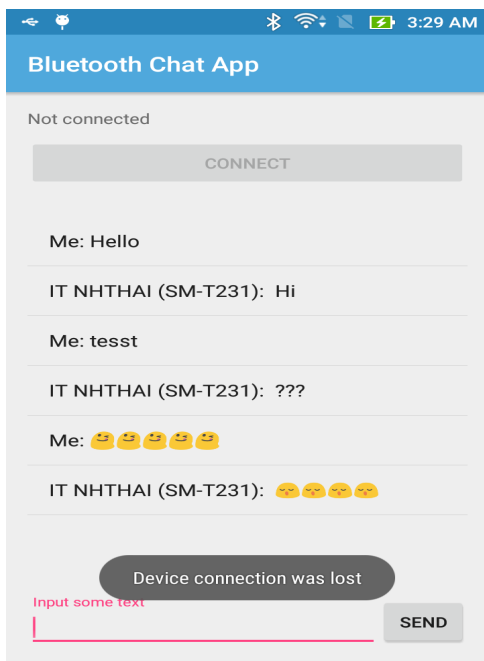 3:29 AM
Bluetooth Chat App
Not connected
CONNECT
Me: Hello
IT NHTHAI (SM-T231): Hi
Me: tesst
IT NHTHAI (SM-T231): ???
Me: 😋😋😋😋😋
IT NHTHAI (SM-T231): 😚😚😚😚
Device connection was lost
Input some text
SEND